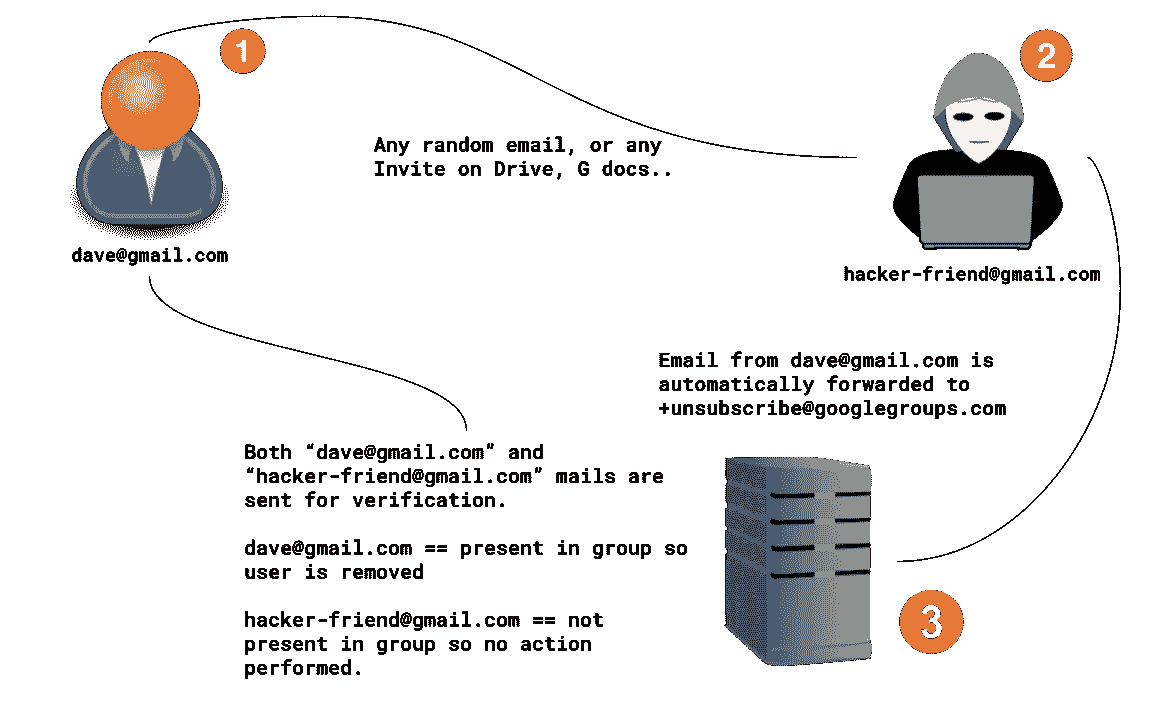 1
2
Any random email, or any
Invite on Drive, G docs..
dave@gmail.com
hacker-friend@gmail.com
Email from dave@gmail.com is
automatically forwarded to
+unsubscribe@googlegroups.com
Both “dave@gmail.com” and
“hacker-friend@gmail.com” mails are
sent for verification.
dave@gmail.com == present in group so
user is removed
hacker-friend@gmail.com == not
present in group so no action
performed.
3